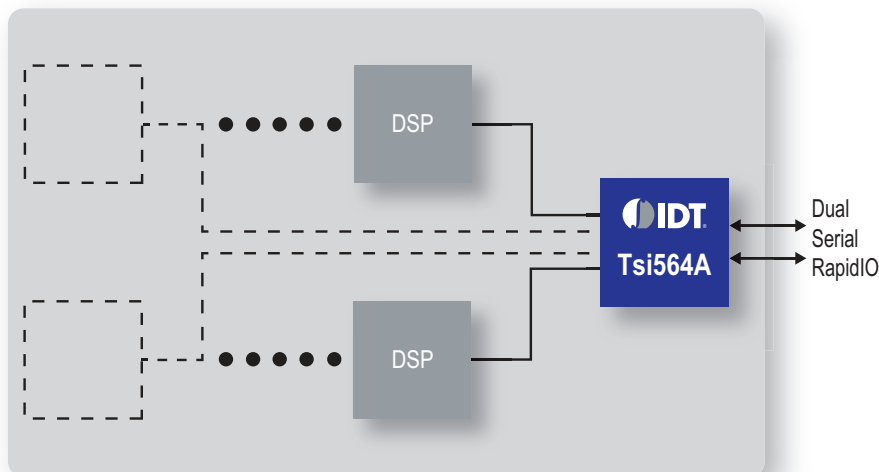 DSP
IDT
Tsi564A
Dual
Serial
RapidIO
DSP